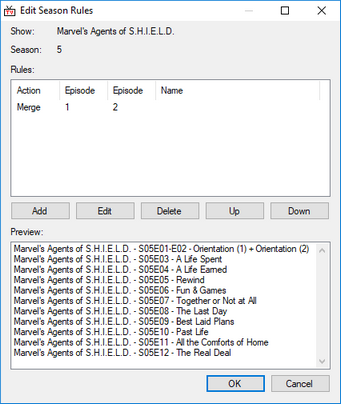 Edit Season Rules
Show: Marvel's Agents of S.H.I.E.L.D.
Season: 5
Rules:
Action Episode Episode Name
Merge 1 2
Add Edit Delete Up Down
Preview:
Marvel's Agents of S.H.I.E.L.D. - S05E01-E02 - Orientation (1) + Orientation (2)
Marvel's Agents of S.H.I.E.L.D. - S05E03 - A Life Spent
Marvel's Agents of S.H.I.E.L.D. - S05E04 - A Life Earned
Marvel's Agents of S.H.I.E.L.D. - S05E05 - Rewind
Marvel's Agents of S.H.I.E.L.D. - S05E06 - Fun & Games
Marvel's Agents of S.H.I.E.L.D. - S05E07 - Together or Not at All
Marvel's Agents of S.H.I.E.L.D. - S05E08 - The Last Day
Marvel's Agents of S.H.I.E.L.D. - S05E09 - Best Laid Plans
Marvel's Agents of S.H.I.E.L.D. - S05E10 - Past Life
Marvel's Agents of S.H.I.E.L.D. - S05E11 - All the Comforts of Home
Marvel's Agents of S.H.I.E.L.D. - S05E12 - The Real Deal
OK Cancel